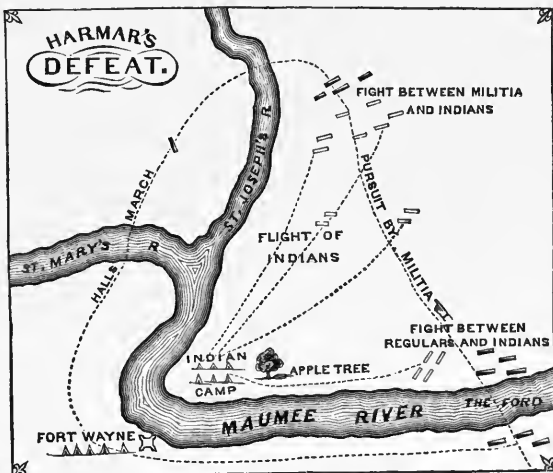 HARMAR'S
DEFEAT.
FIGHT BETWEEN MILITIA
AND INDIANS
ST. JOSEPH'S R.
HALLS MARCH
PURSUIT BY MILITIA
ST. MARY'S R
FLIGHT OF
INDIANS
FIGHT BETWEEN
REGULARS AND INDIANS
INDIAN
CAMP
APPLE TREE
MAUMEE RIVER
THE FORD
FORT WAYNE